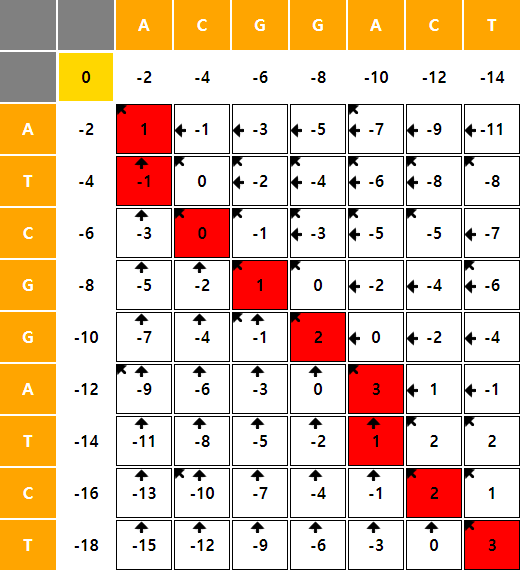 A C G G A C T
0 -2 -4 -6 -8 -10 -12 -14
A -2 1 -1 -3 -5 -7 -9 -11
T -4 -1 0 -2 -4 -6 -8 -8
C -6 -3 0 -1 -3 -5 -5 -7
G -8 -5 -2 1 0 -2 -4 -6
G -10 -7 -4 -1 2 0 -2 -4
A -12 -9 -6 -3 0 3 1 -1
T -14 -11 -8 -5 -2 1 2 2
C -16 -13 -10 -7 -4 -1 2 1
T -18 -15 -12 -9 -6 -3 0 3